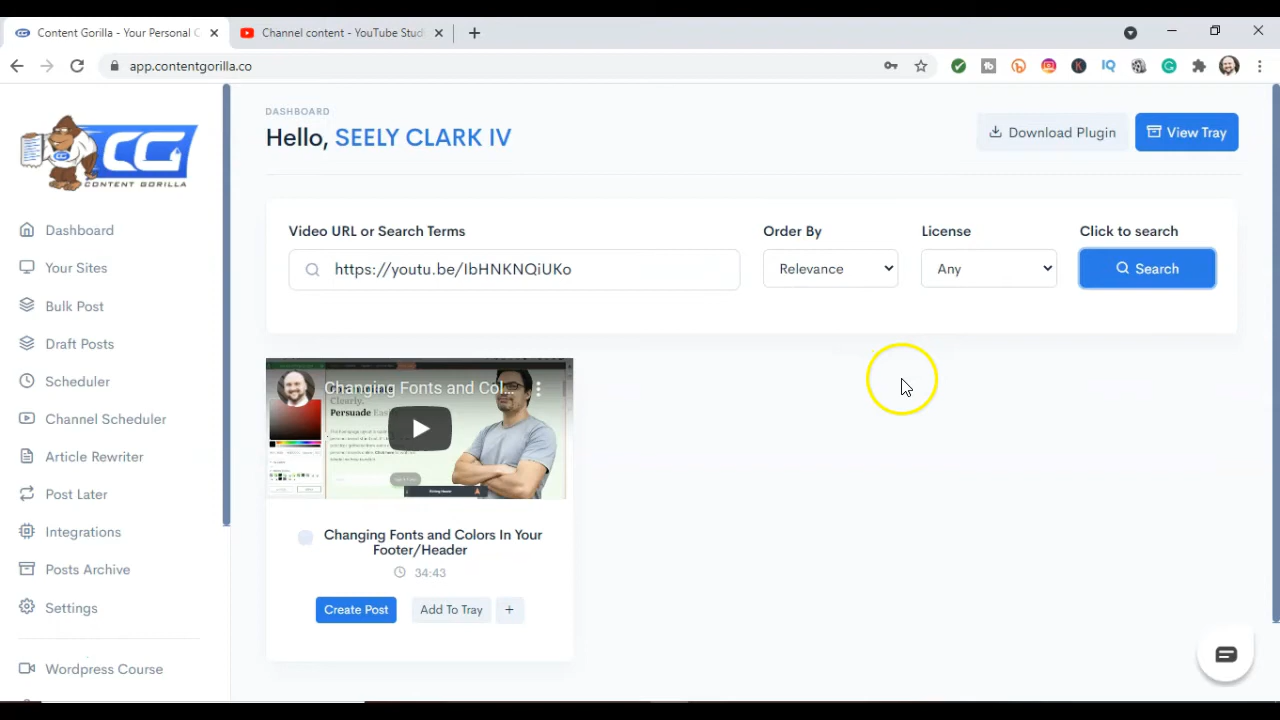 Content Gorilla - Your Personal C
Channel content - YouTube Stud
app.contentgorilla.co
CG
CONTENT GORILLA
DASHBOARD
Hello, SEELY CLARK IV
Download Plugin
View Tray
Dashboard
Your Sites
Bulk Post
Draft Posts
Scheduler
Channel Scheduler
Article Rewriter
Post Later
Integrations
Posts Archive
Settings
Wordpress Course
Video URL or Search Terms
https://youtu.be/IbHNKNQiUKo
Order By
Relevance
License
Any
Click to search
Search
Changing Fonts and Col...
Clearly.
Persuade Eas
Changing Fonts and Colors In Your
Footer/Header
34:43
Create Post
Add To Tray
+